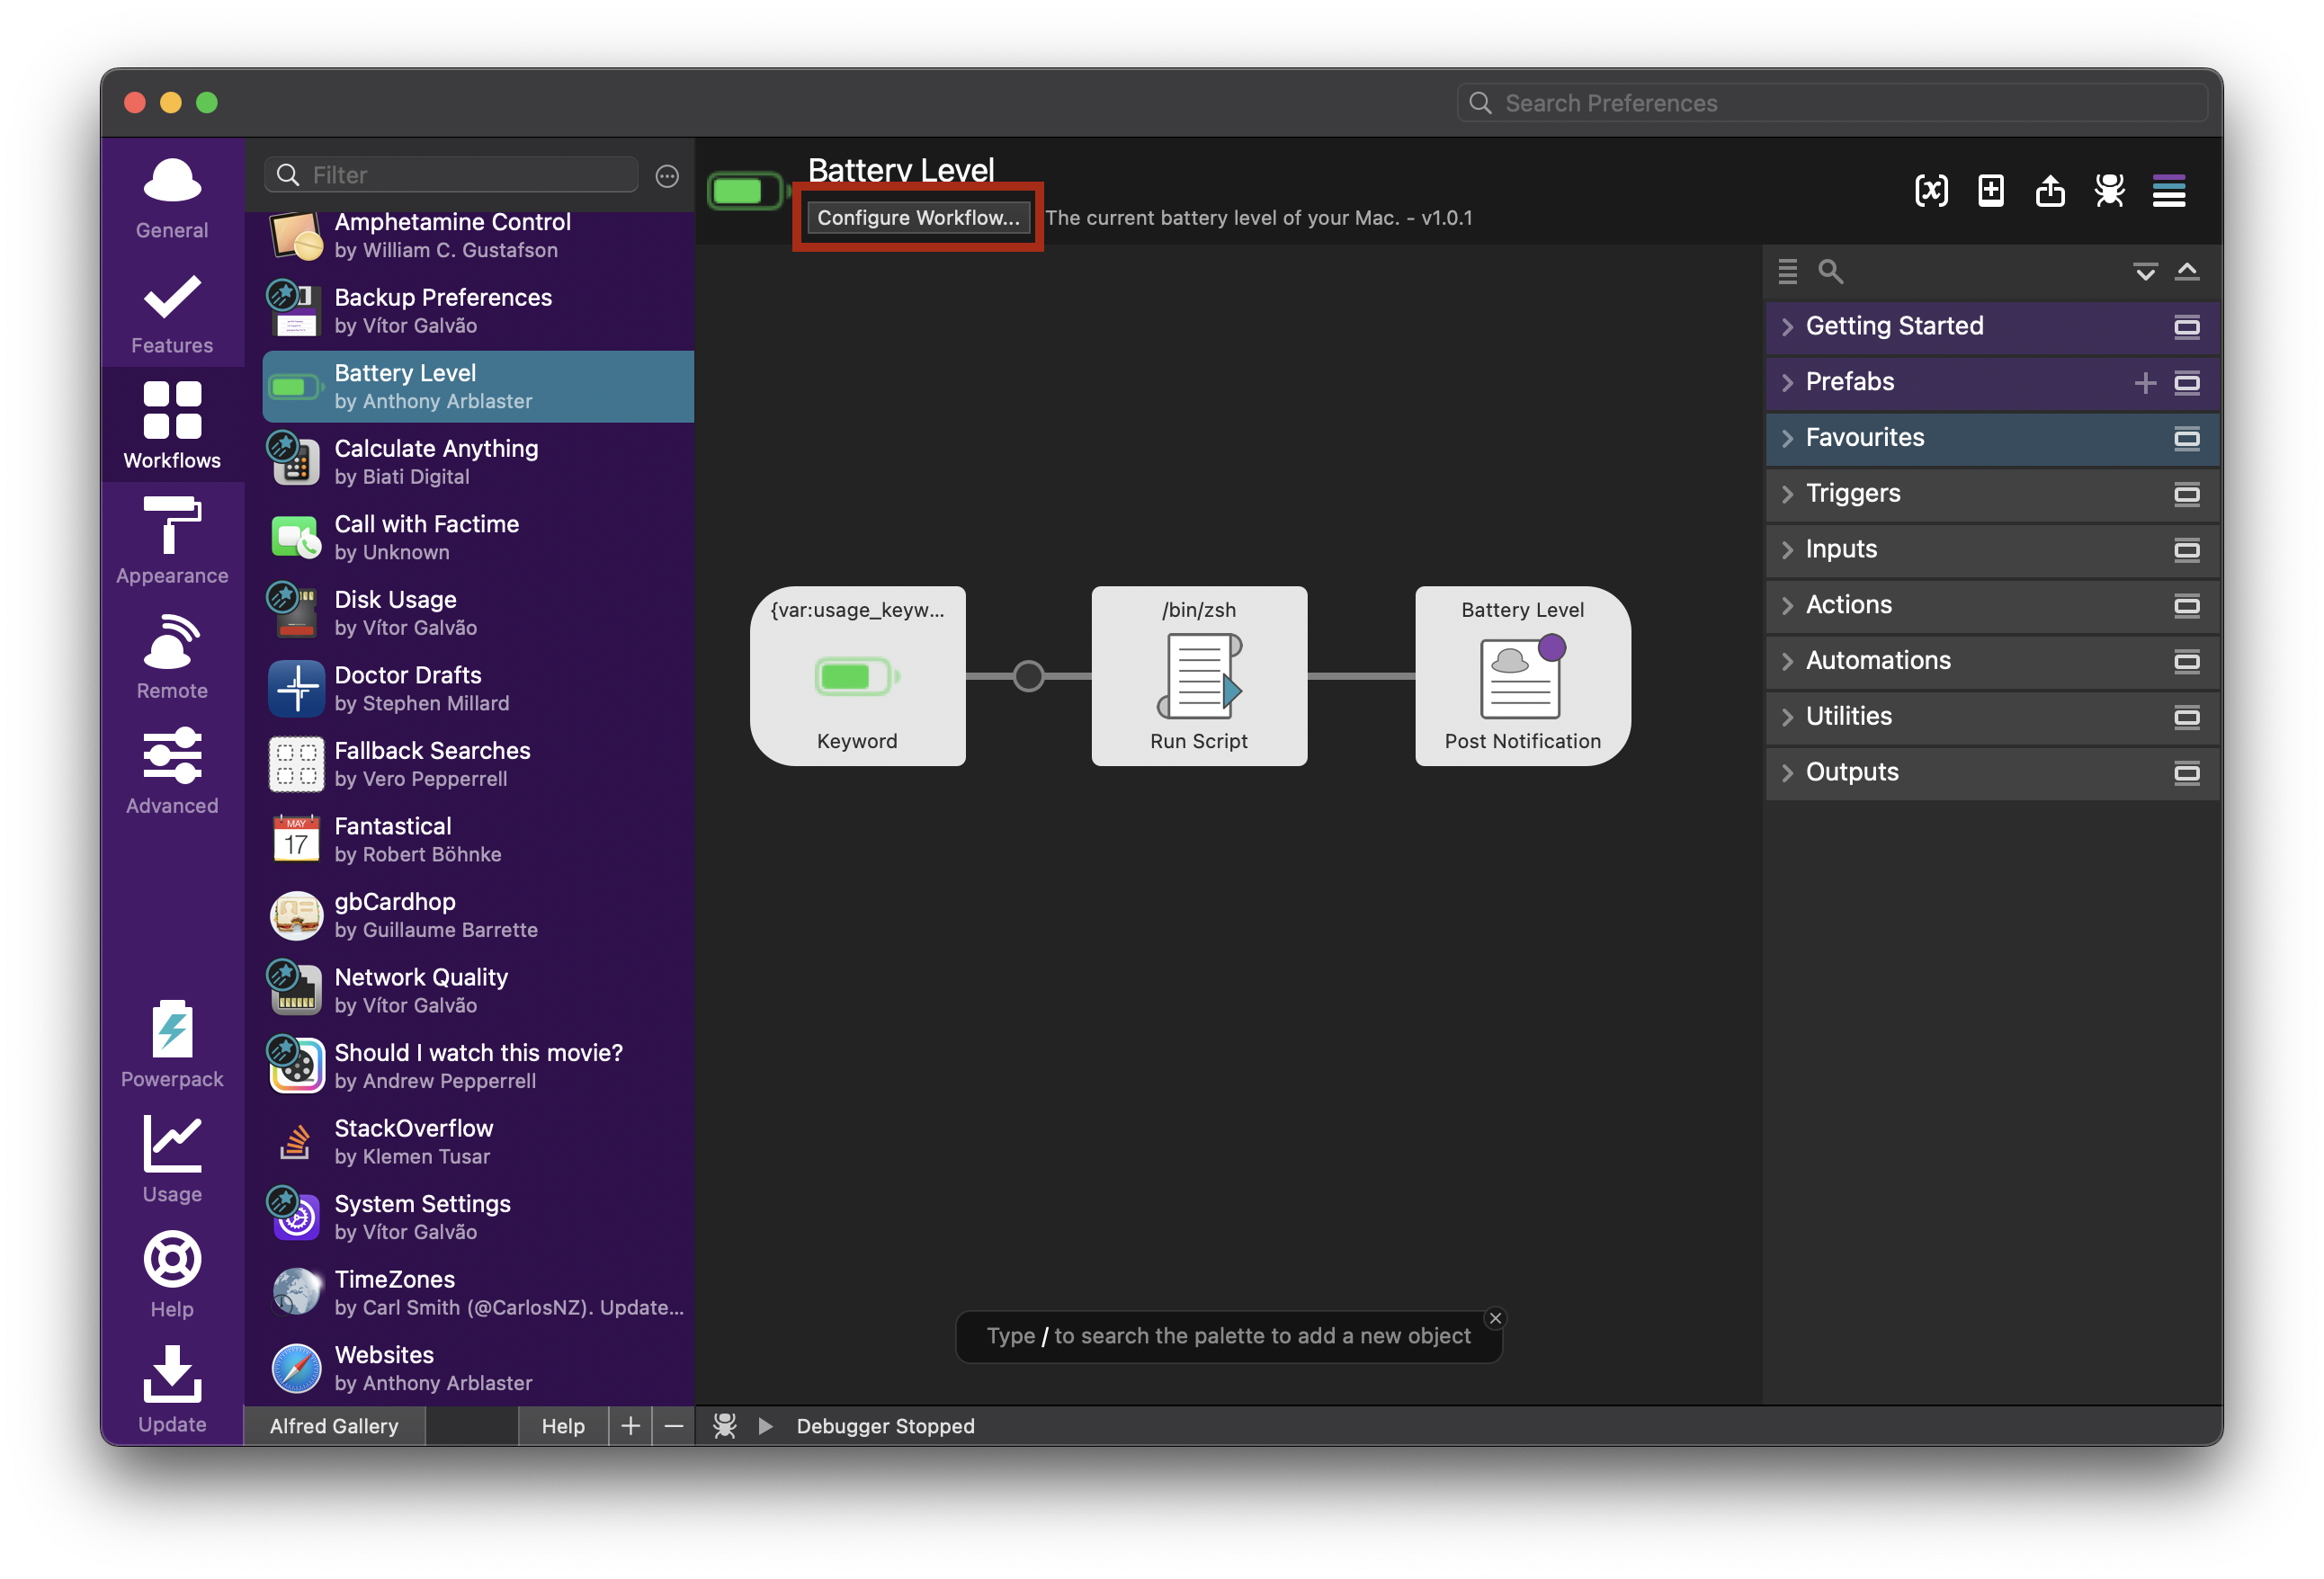 Search Preferences
General
Features
Workflows
Appearance
Remote
Advanced
Powerpack
Usage
Help
Update
Filter
Amphetamine Control
by William C. Gustafson
Backup Preferences
by Vítor Galvão
Battery Level
by Anthony Arblaster
Calculate Anything
by Biati Digital
Call with Factime
by Unknown
Disk Usage
by Vítor Galvão
Doctor Drafts
by Stephen Millard
Fallback Searches
by Vero Pepperrell
MAY
17
Fantastical
by Robert Böhnke
gbCardhop
by Guillaume Barrette
Network Quality
by Vítor Galvão
Should I watch this movie?
by Andrew Pepperrell
StackOverflow
by Klemen Tusar
System Settings
by Vítor Galvão
TimeZones
by Carl Smith (@CarlosNZ). Update...
Websites
by Anthony Arblaster
Alfred Gallery
Help
+
−
Battery Level
Configure Workflow... The current battery level of your Mac. - v1.0.1
{x}
{var:usage_keyw...
Keyword
/bin/zsh
Run Script
Battery Level
Post Notification
Type / to search the palette to add a new object
Debugger Stopped
Getting Started
Prefabs
Favourites
Triggers
Inputs
Actions
Automations
Utilities
Outputs